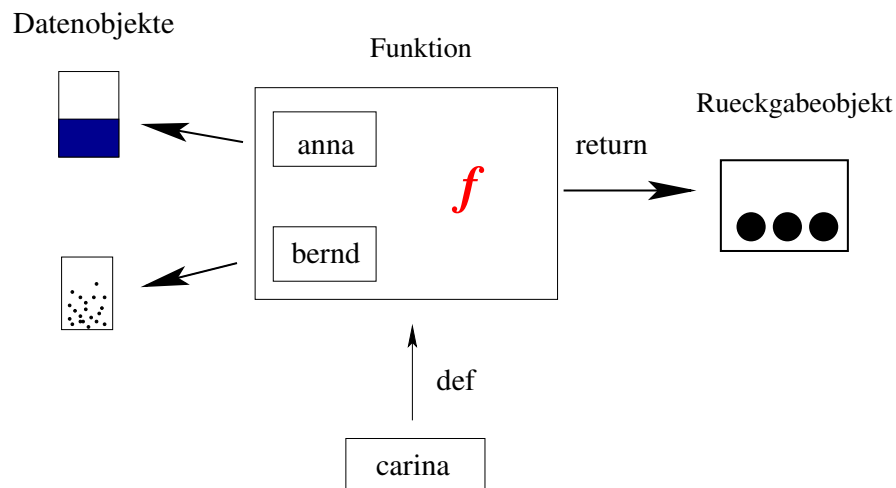 Datenobjekte
Funktion
Rueckgabeobjekt
anna
return
f
bernd
def
carina